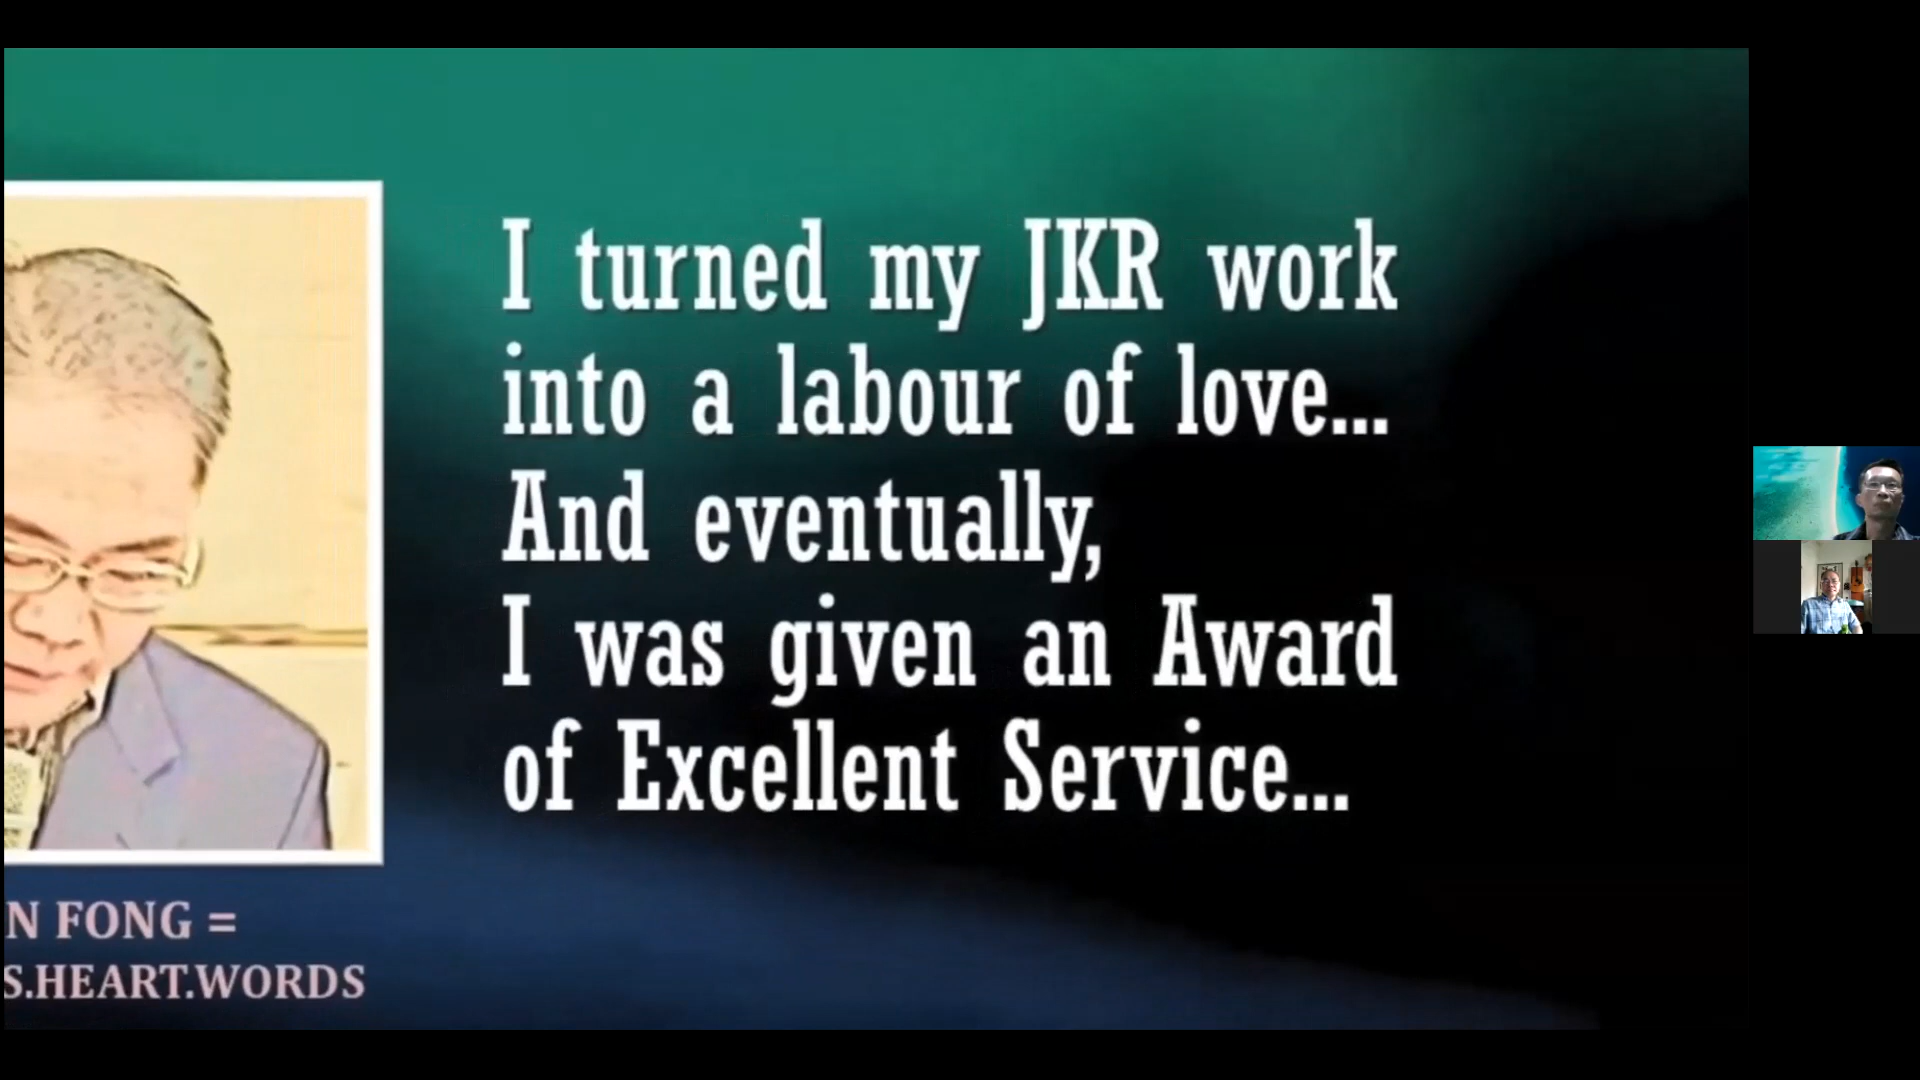 I turned my JKR work
into a labour of love...
And eventually,
I was given an Award
of Excellent Service...
N FONG =
S.HEART.WORDS